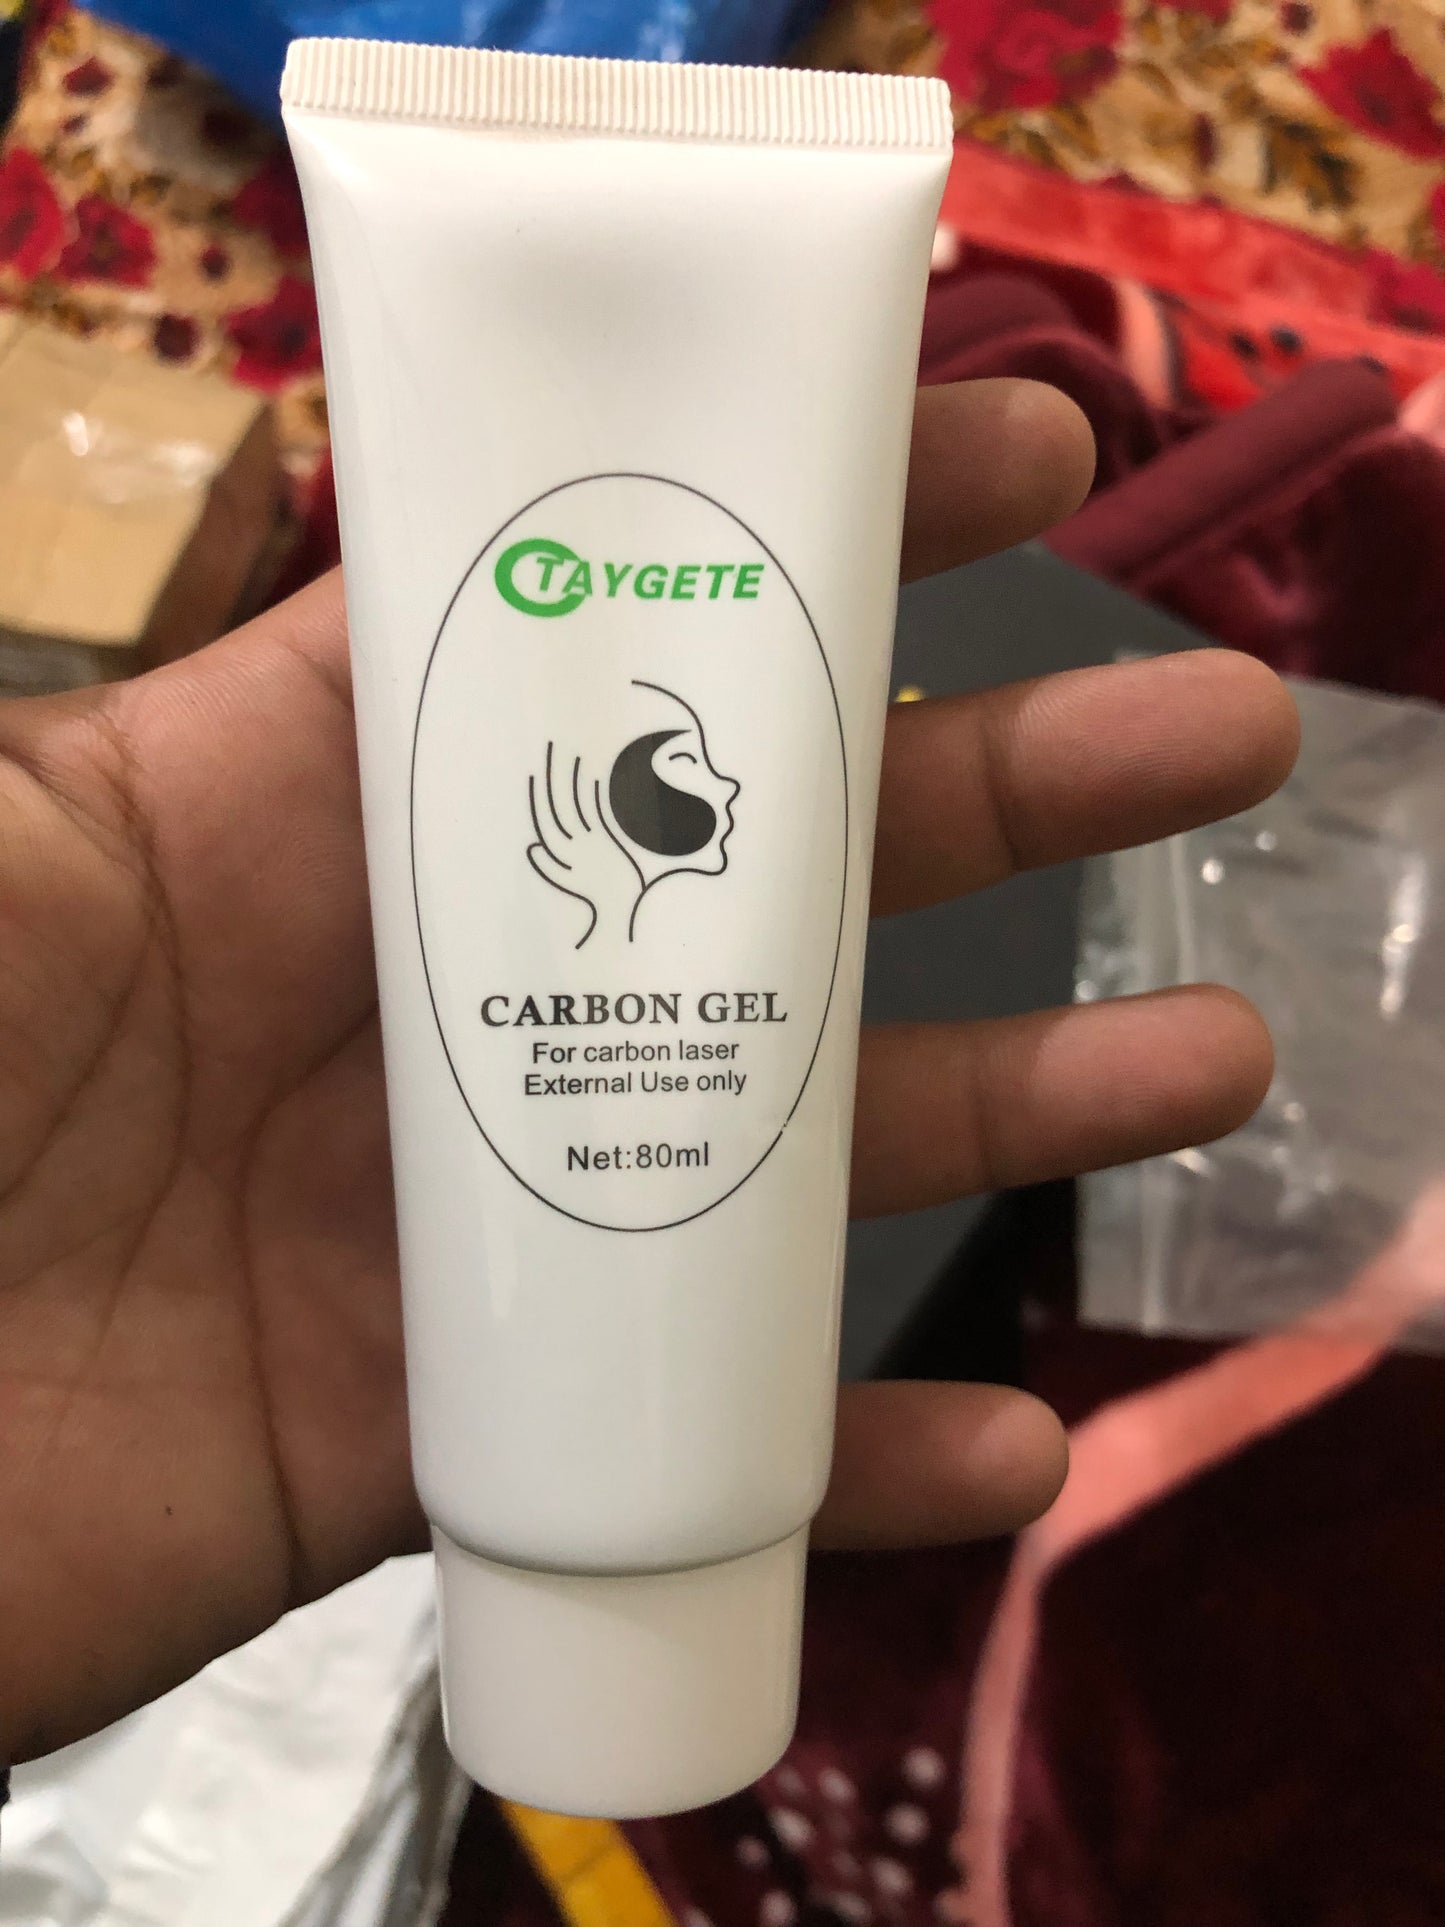 TAYGETE
CARBON GEL
For carbon laser
External Use only
Net:80ml